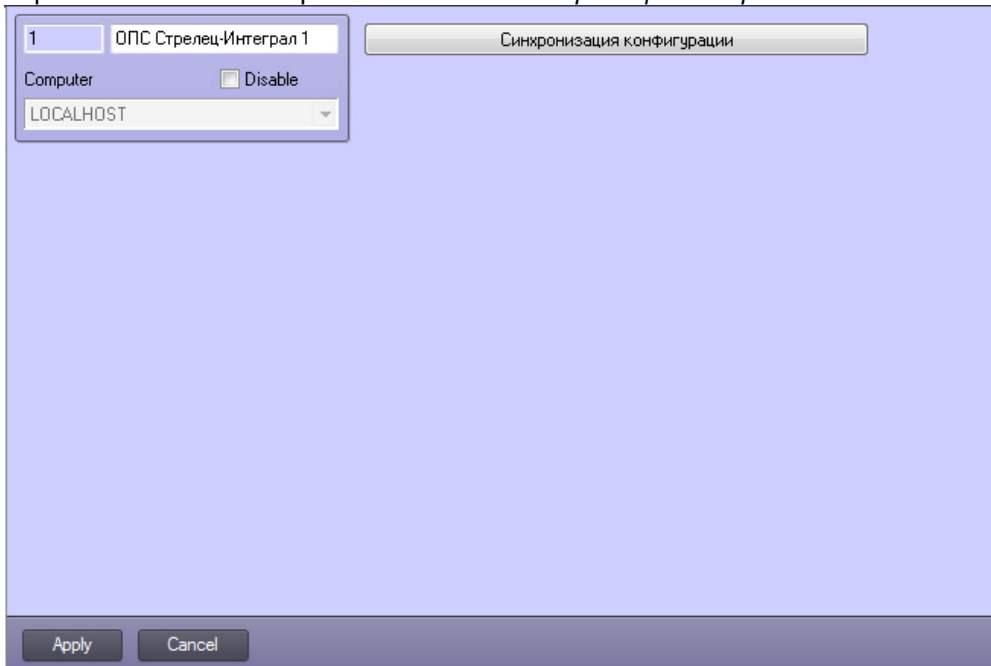 1
ОПС Стрелец-Интеграл 1
Синхронизация конфигурации
Computer
Disable
LOCALHOST
Apply
Cancel